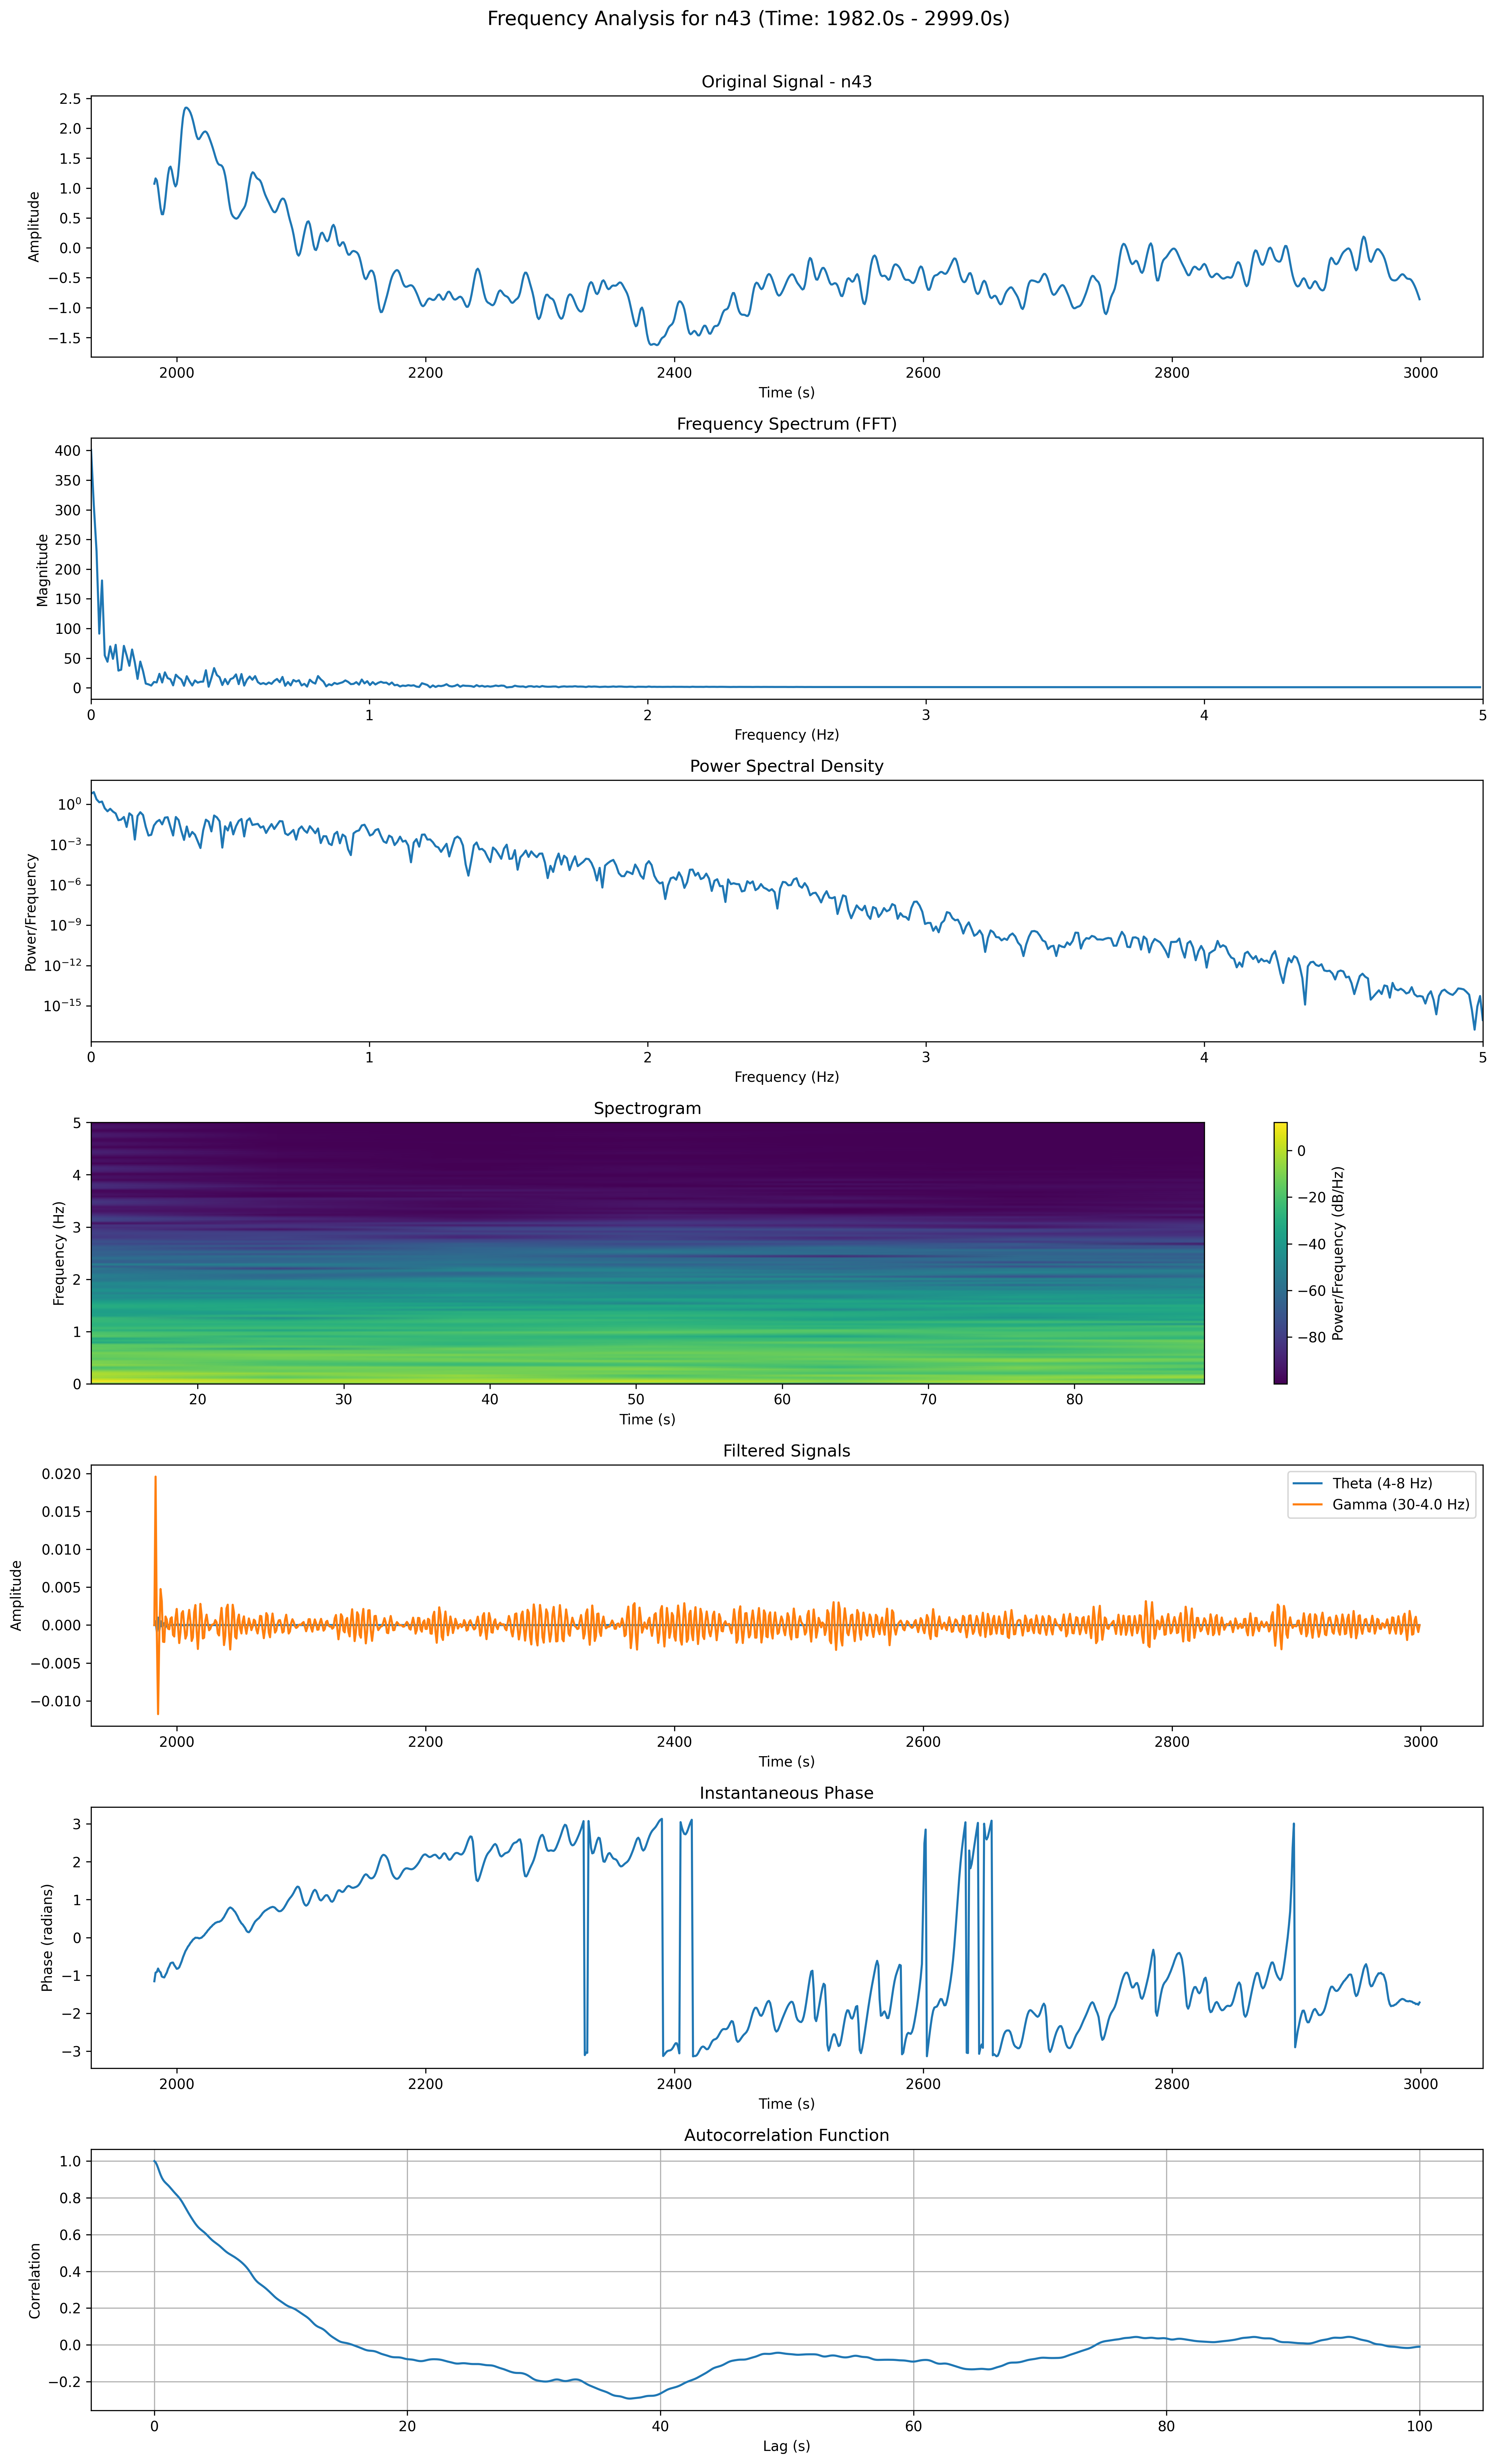 Frequency Analysis for n43 (Time: 1982.0s - 2999.0s)
Original Signal - n43
2.5
2.0
1.5
1.0
0.5
0.0
−0.5
−1.0
−1.5
Amplitude
2000 2200 2400 2600 2800 3000
Time (s)
Frequency Spectrum (FFT)
400
350
300
250
200
150
100
50
0
Magnitude
0 1 2 3 4 5
Frequency (Hz)
Power Spectral Density
10⁰
10⁻³
10⁻⁶
10⁻⁹
10⁻¹²
10⁻¹⁵
Power/Frequency
0 1 2 3 4 5
Frequency (Hz)
Spectrogram
5
4
3
2
1
0
Frequency (Hz)
20 30 40 50 60 70 80
Time (s)
0
−20
−40
−60
−80
Power/Frequency (dB/Hz)
Filtered Signals
0.020
0.015
0.010
0.005
0.000
−0.005
−0.010
Amplitude
Theta (4-8 Hz)
Gamma (30-4.0 Hz)
2000 2200 2400 2600 2800 3000
Time (s)
Instantaneous Phase
3
2
1
0
−1
−2
−3
Phase (radians)
2000 2200 2400 2600 2800 3000
Time (s)
Autocorrelation Function
1.0
0.8
0.6
0.4
0.2
0.0
−0.2
Correlation
0 20 40 60 80 100
Lag (s)